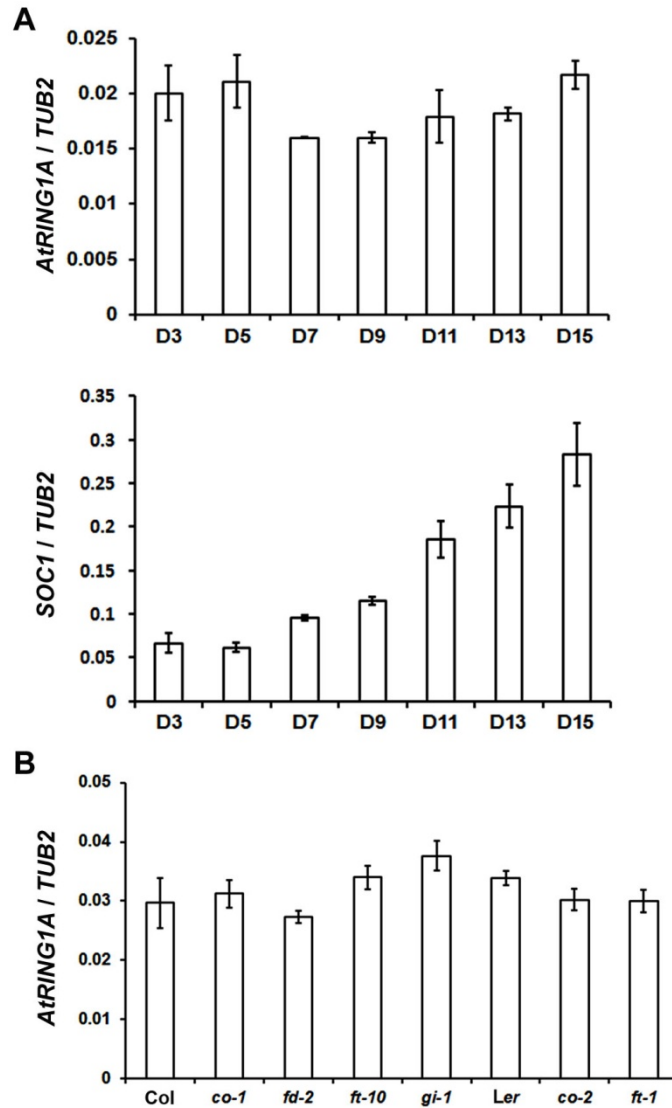 A
AtRING1A / TUB2
0.025
0.02
0.015
0.01
0.005
0
D3 D5 D7 D9 D11 D13 D15
SOC1 / TUB2
0.35
0.3
0.25
0.2
0.15
0.1
0.05
0
D3 D5 D7 D9 D11 D13 D15
B
AtRING1A / TUB2
0.05
0.04
0.03
0.02
0.01
0
Col co-1 fd-2 ft-10 gi-1 Ler co-2 ft-1